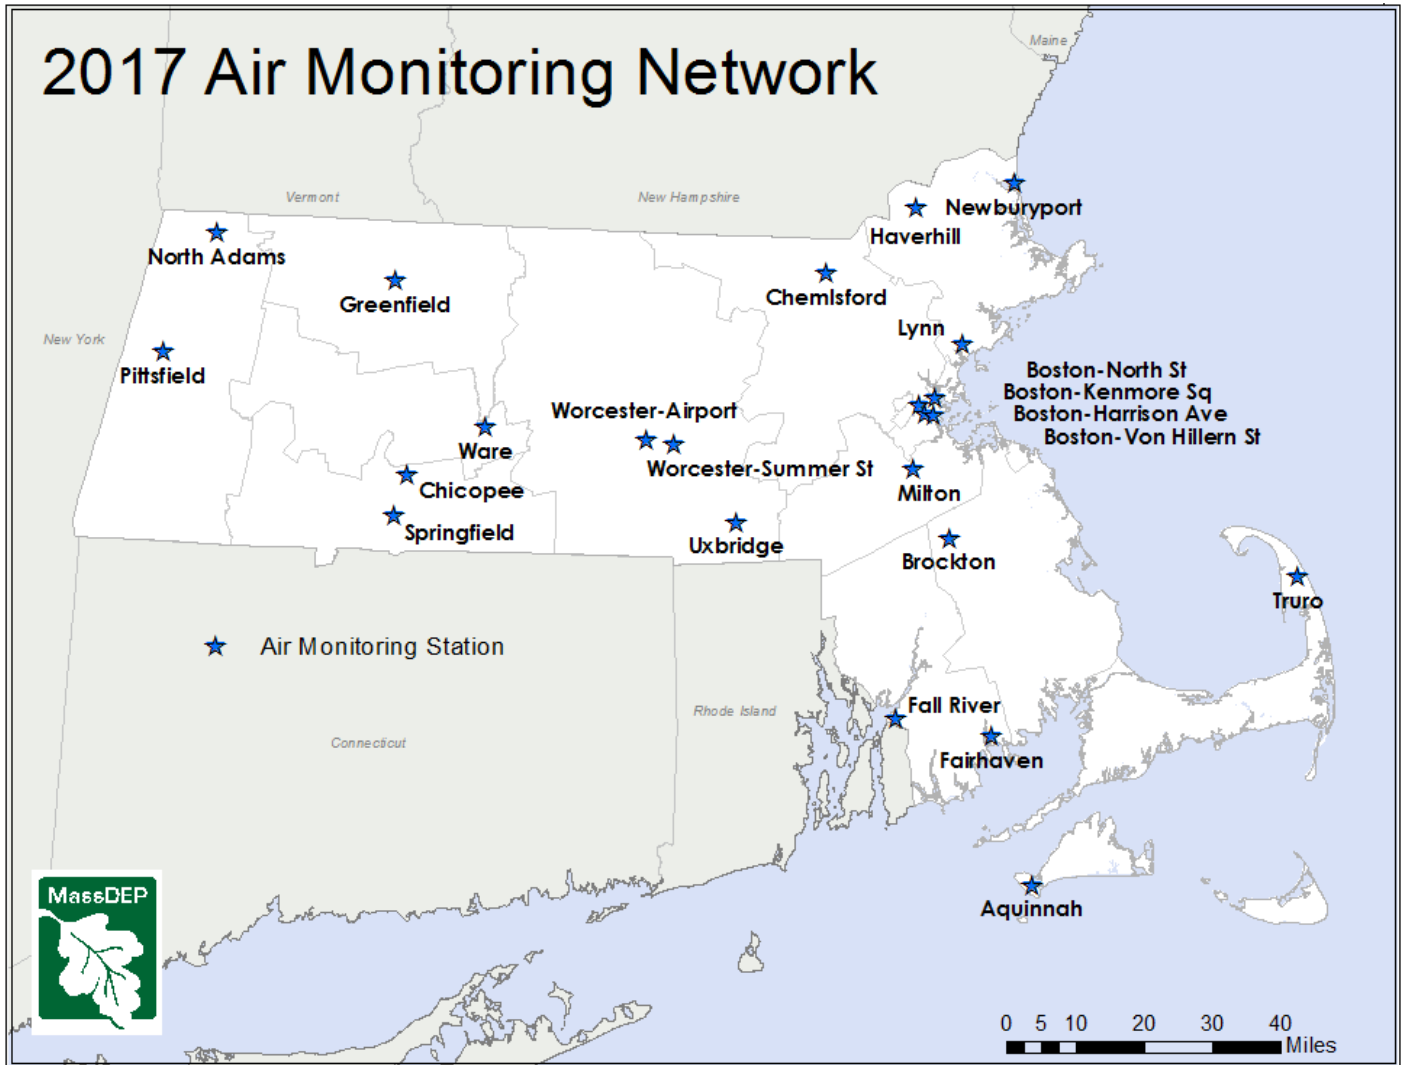 2017 Air Monitoring Network
Maine
Vermont
New Hampshire
Newburyport
Haverhill
North Adams
Greenfield
Chemlsford
Lynn
New York
Pittsfield
Boston-North St
Boston-Kenmore Sq
Boston-Harrison Ave
Boston-Von Hillern St
Worcester-Airport
Ware
Worcester-Summer St
Chicopee
Milton
Springfield
Uxbridge
Brockton
Truro
Air Monitoring Station
Fall River
Rhode Island
Connecticut
Fairhaven
MassDEP
Aquinnah
0 5 10 20 30 40
Miles